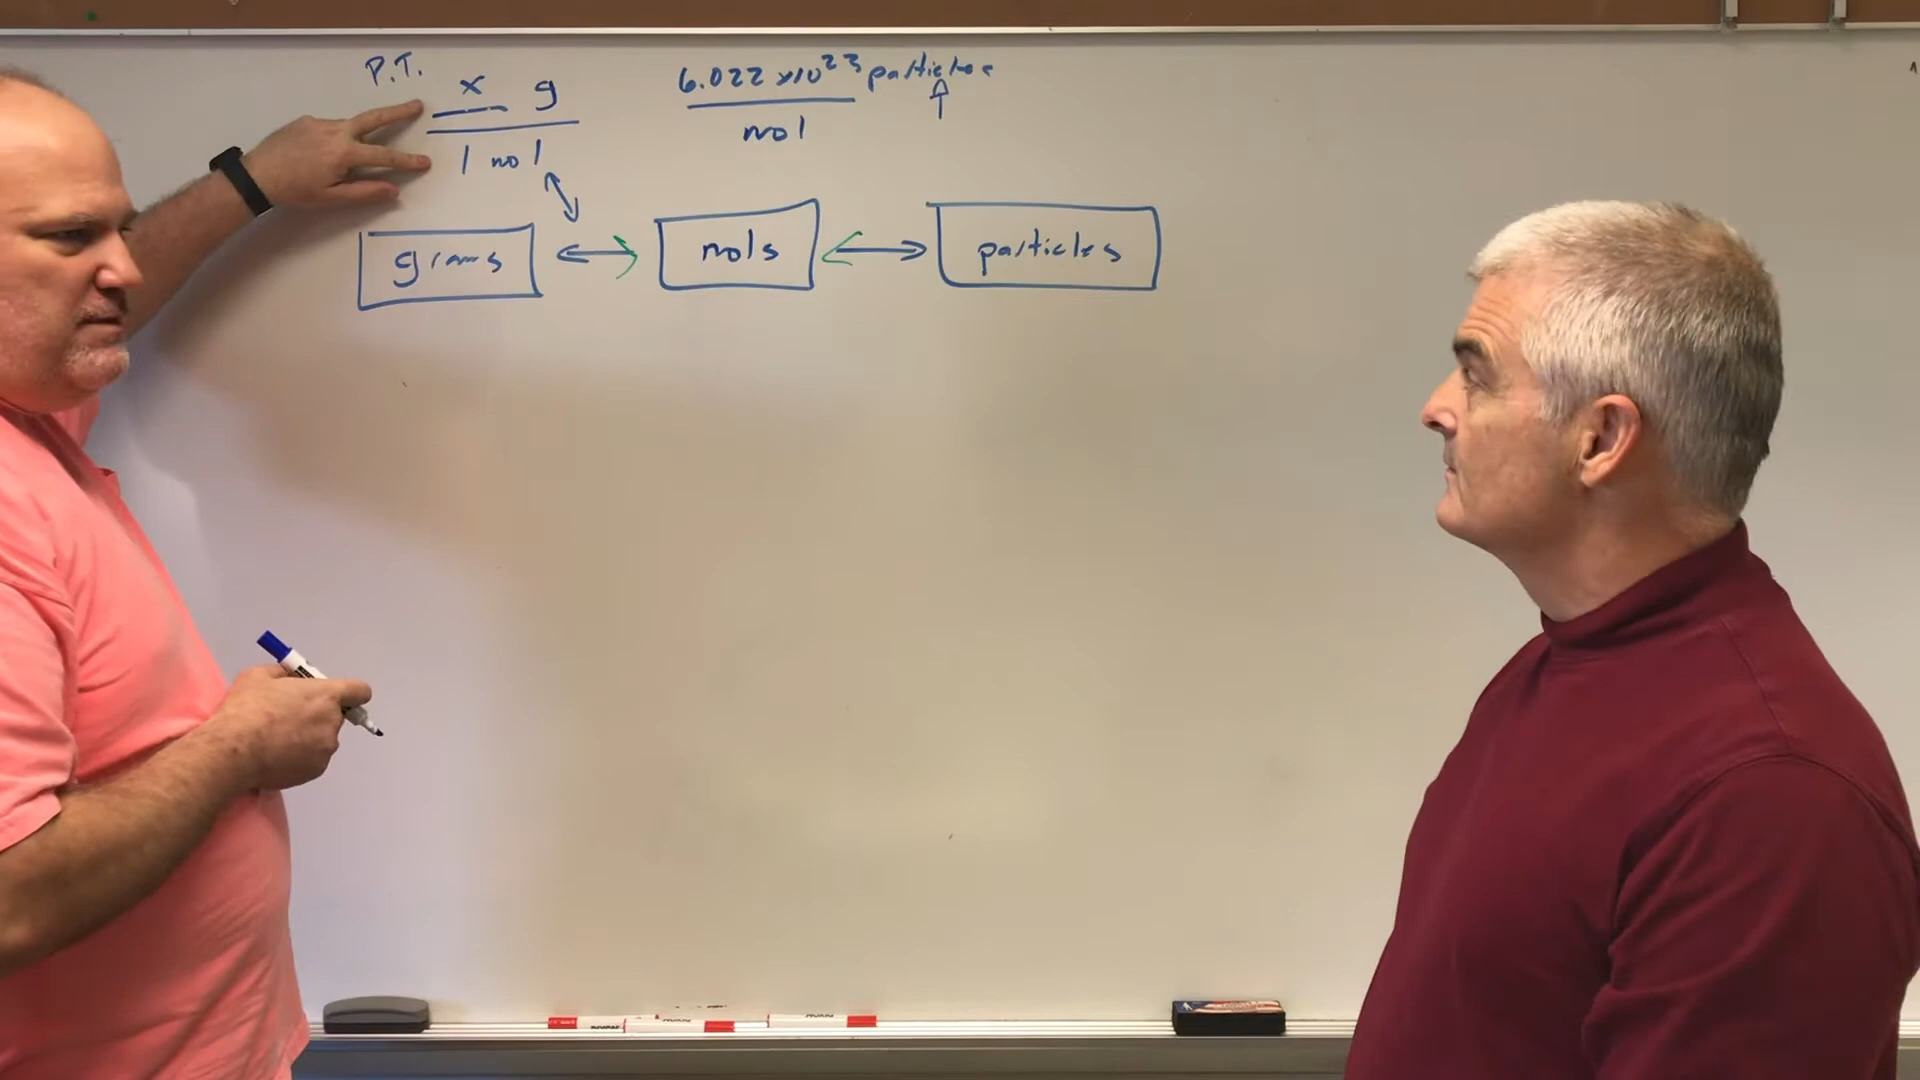 P.T.
x g
1 mol
6.022 x10²³ particles
mol
grams
mols
particles